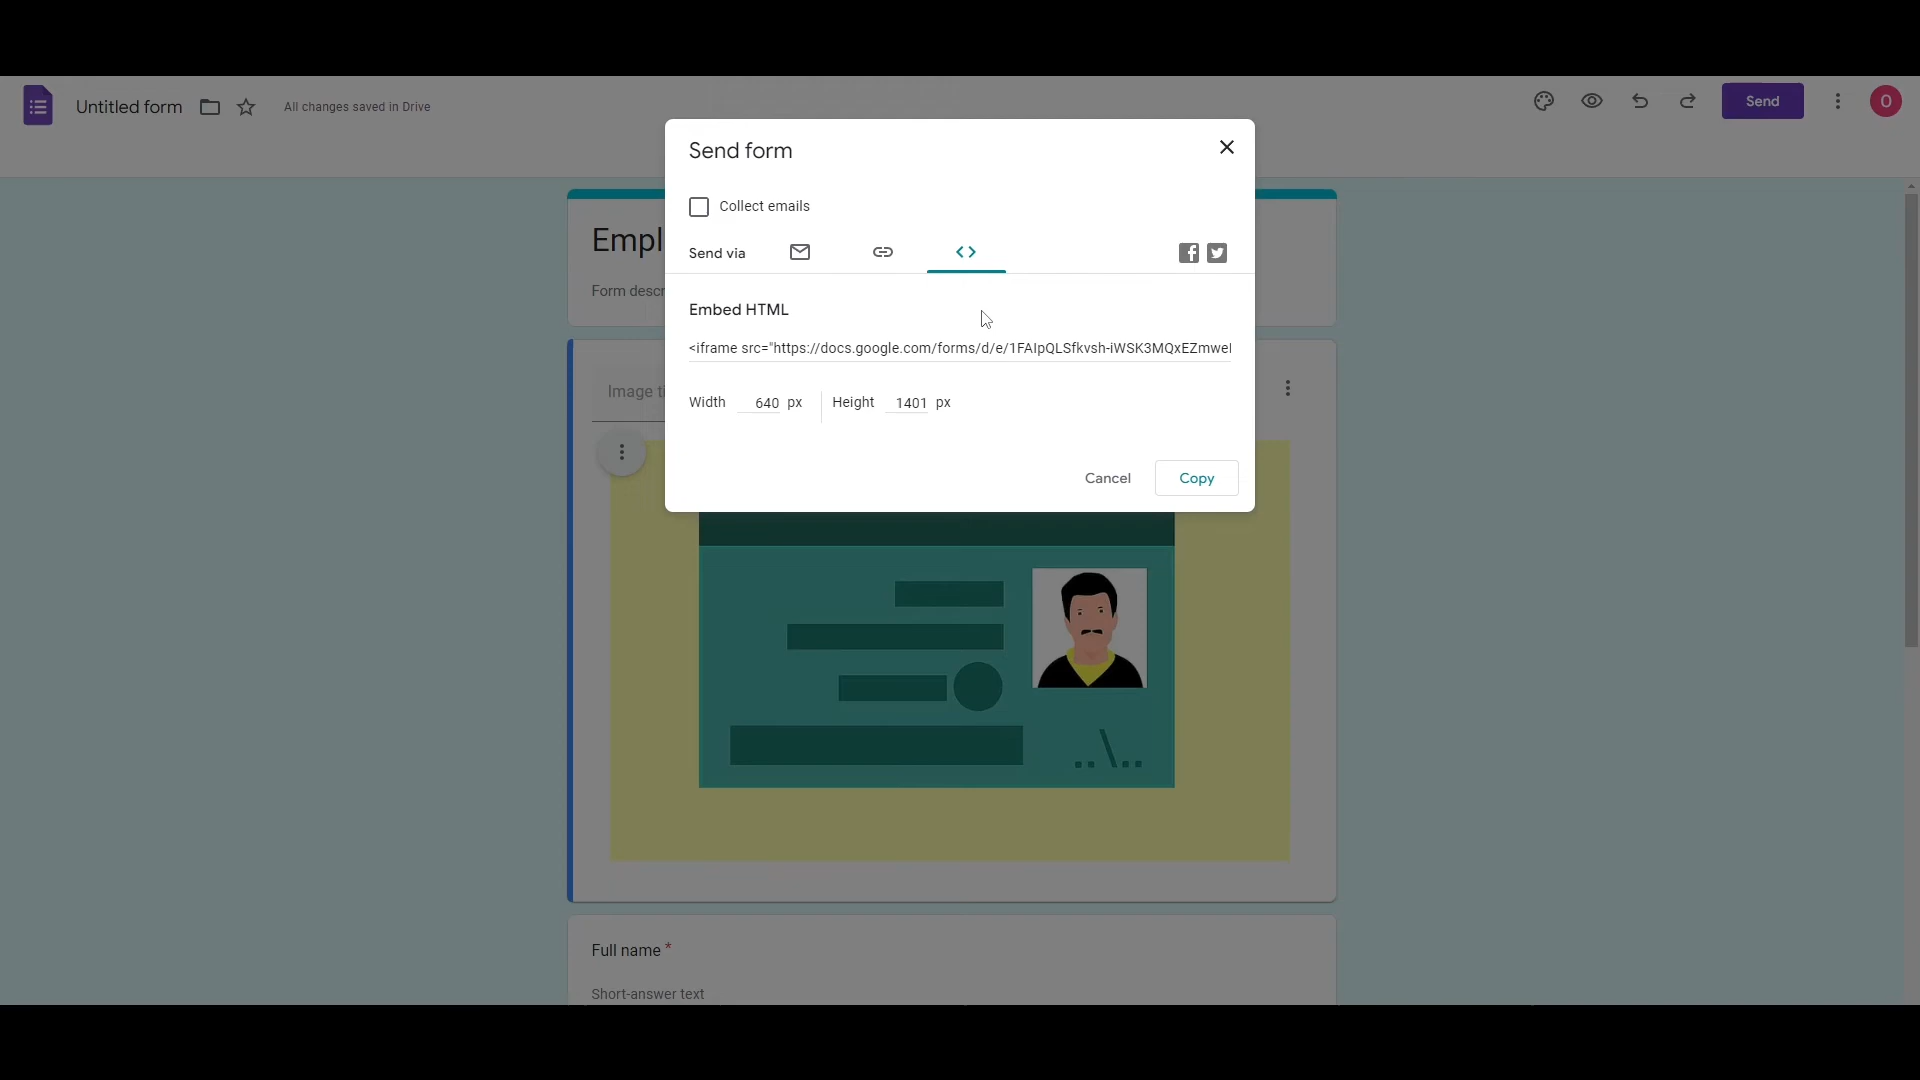 Untitled form
All changes saved in Drive
Send
O
Send form
Collect emails
Send via
Embed HTML
<iframe src="https://docs.google.com/forms/d/e/1FAIpQLSfkvsh-iWSK3MQxEZmwel
Width 640 px Height 1401 px
Cancel
Copy
Empl
Form descr
Image ti
Full name *
Short-answer text